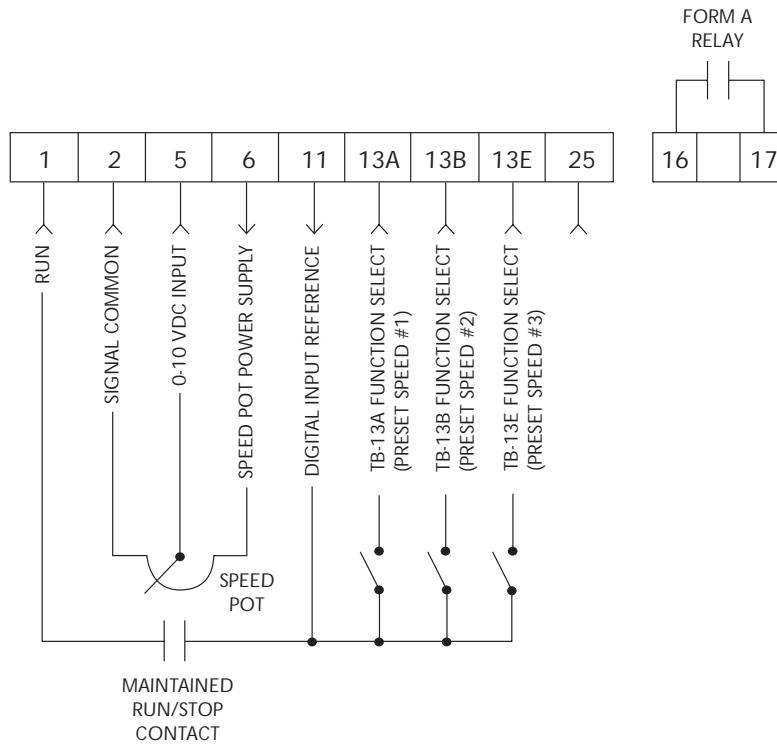 FORM A
RELAY
1 2 5 6 11 13A 13B 13E 25 16 17
RUN
SIGNAL COMMON
0-10 VDC INPUT
SPEED POT POWER SUPPLY
DIGITAL INPUT REFERENCE
TB-13A FUNCTION SELECT
(PRESET SPEED #1)
TB-13B FUNCTION SELECT
(PRESET SPEED #2)
TB-13E FUNCTION SELECT
(PRESET SPEED #3)
SPEED
POT
MAINTAINED
RUN/STOP
CONTACT